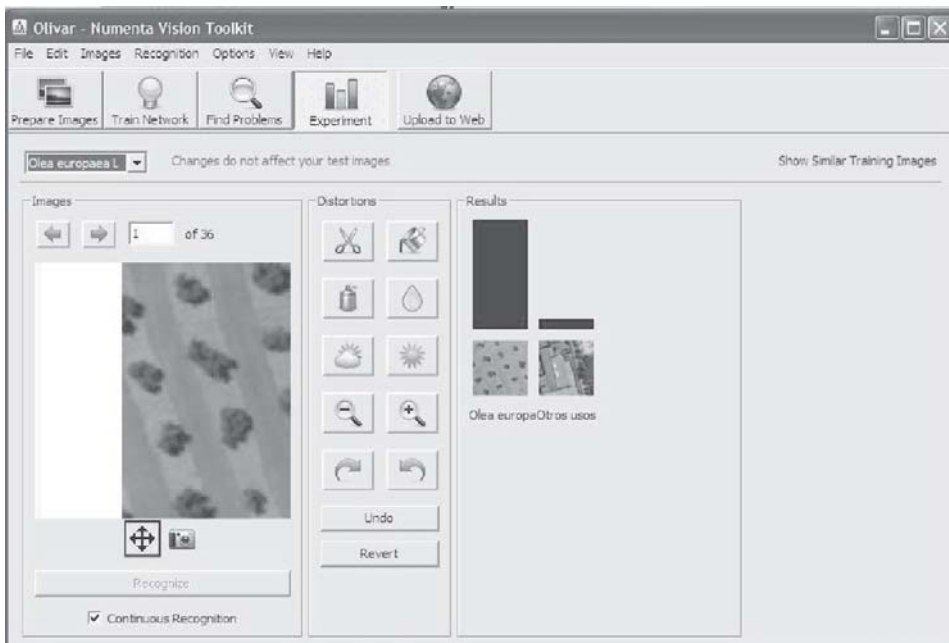 Olivar - Numenta Vision Toolkit
File Edit Images Recognition Options View Help
Prepare Images Train Network Find Problems Experiment Upload to Web
Olea europaea L Changes do not affect your test images Show Similar Training Images
Images Distortions Results
1 of 36
Olea europaOtros usos
Undo
Revert
Recognize
Continuous Recognition